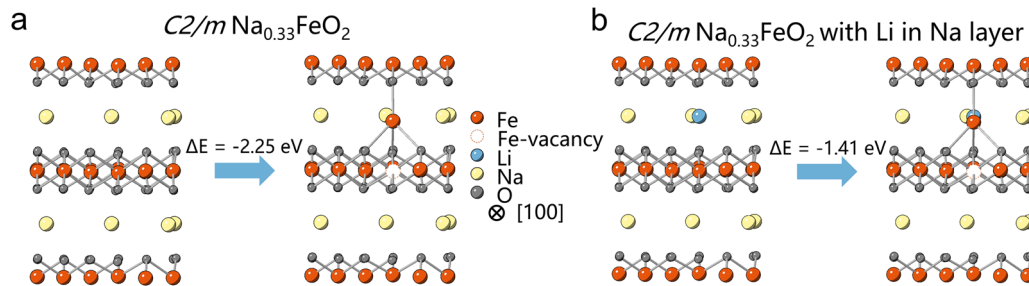 a
C2/m Na0.33FeO2
ΔE = -2.25 eV
Fe
Fe-vacancy
Li
Na
O
⊗ [100]
b
C2/m Na0.33FeO2 with Li in Na layer
ΔE = -1.41 eV